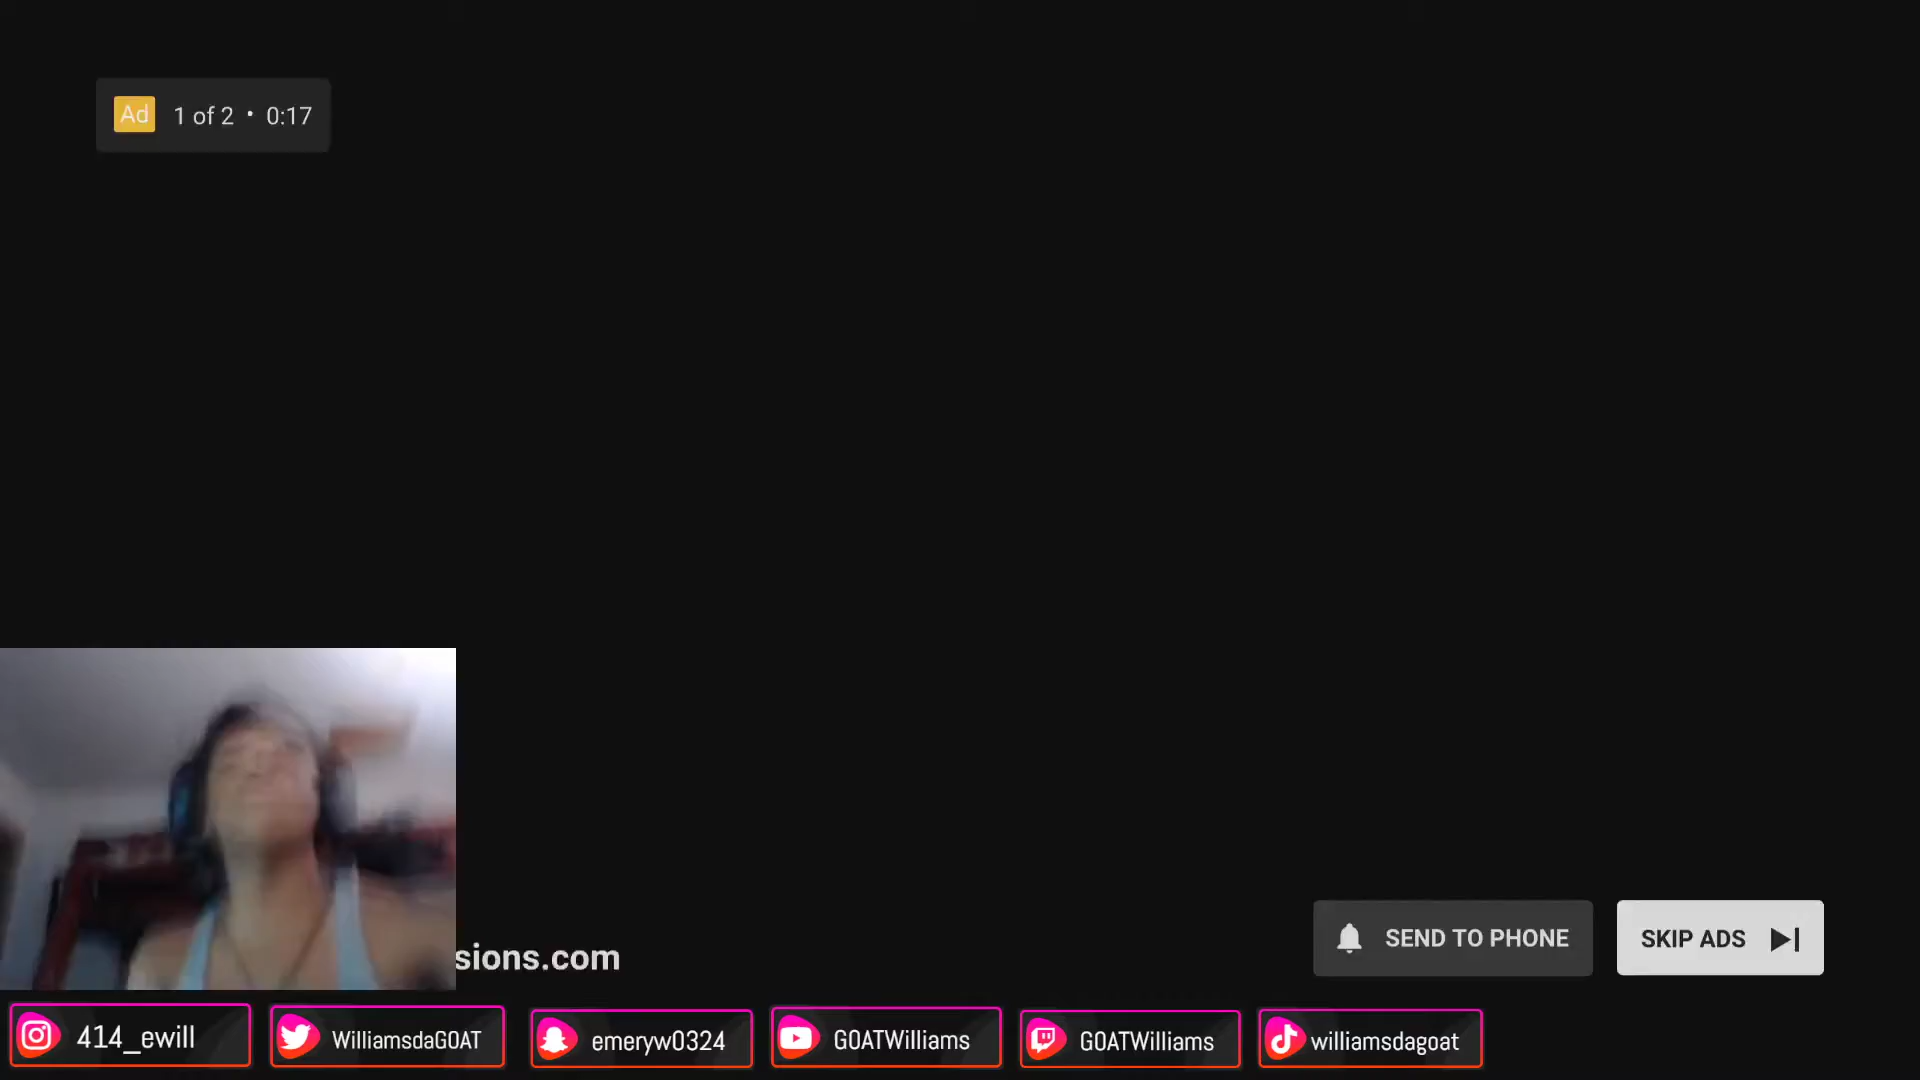 Ad 1 of 2 • 0:17
sions.com
SEND TO PHONE
SKIP ADS
414_ewill
WilliamsdaGOAT
emeryw0324
GOATWilliams
GOATWilliams
williamsdagoat